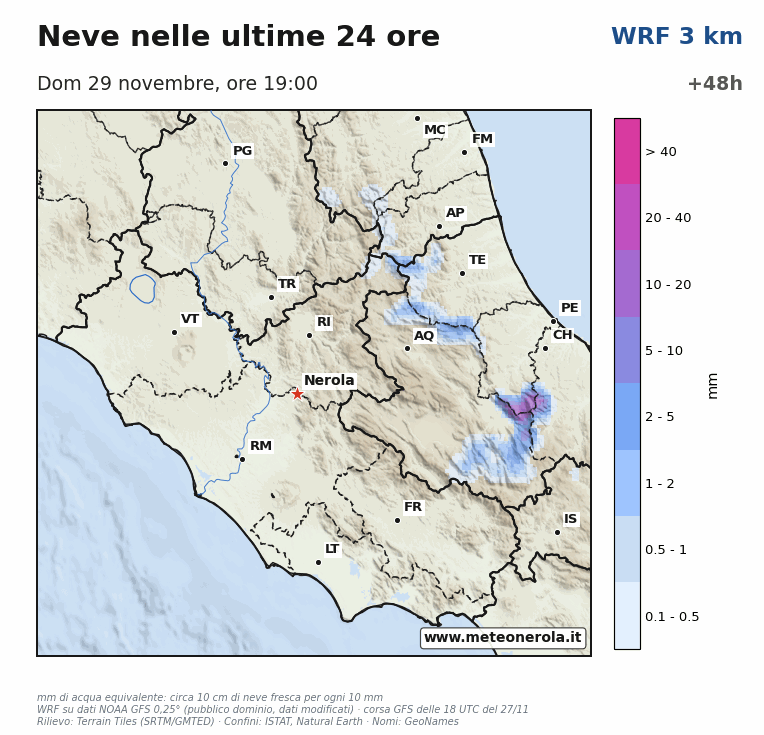 Neve nelle ultime 24 ore
WRF 3 km
Dom 29 novembre, ore 19:00
+48h
MC
FM
PG
AP
TE
TR
PE
VT
RI
AQ
CH
Nerola
RM
FR
IS
LT
www.meteonerola.it
> 40
20 - 40
10 - 20
5 - 10
2 - 5
1 - 2
0.5 - 1
0.1 - 0.5
mm
mm di acqua equivalente: circa 10 cm di neve fresca per ogni 10 mm
WRF su dati NOAA GFS 0,25° (pubblico dominio, dati modificati) · corsa GFS delle 18 UTC del 27/11
Rilievo: Terrain Tiles (SRTM/GMTED) · Confini: ISTAT, Natural Earth · Nomi: GeoNames